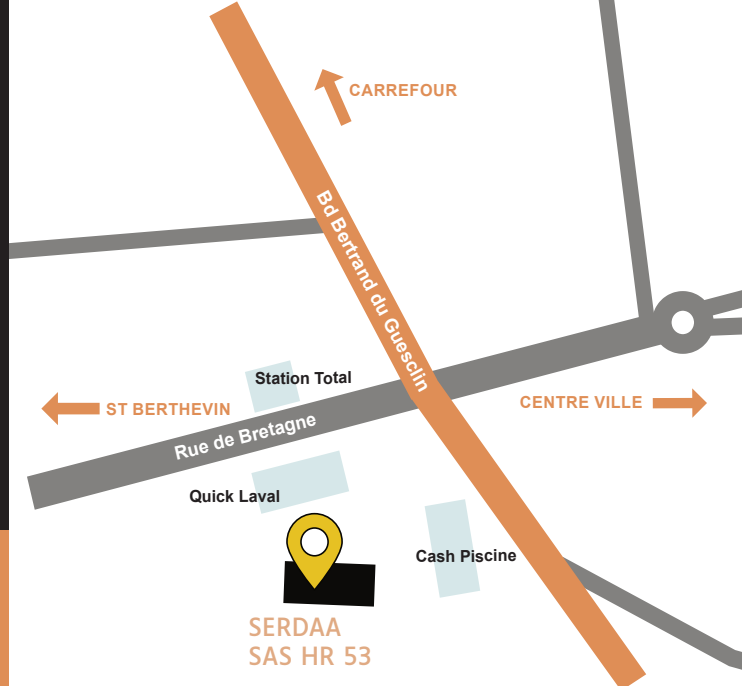 CARREFOUR
Bd Bertrand du Guesclin
Station Total
ST BERTHEVIN
CENTRE VILLE
Rue de Bretagne
Quick Laval
Cash Piscine
SERDAA
SAS HR 53